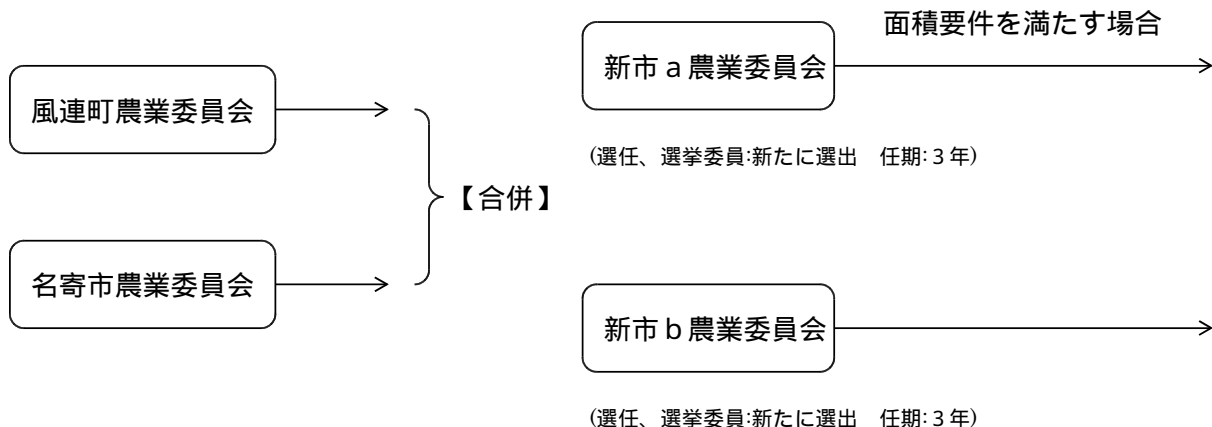 面積要件を満たす場合
新市a農業委員会
風連町農業委員会
(選任、選挙委員:新たに選出　任期:3年)
【合併】
名寄市農業委員会
新市b農業委員会
(選任、選挙委員:新たに選出　任期:3年)